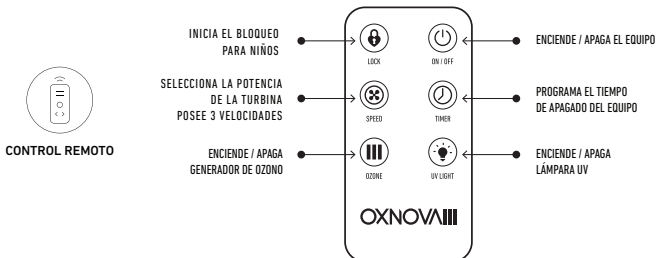 CONTROL REMOTO
INICIA EL BLOQUEO
PARA NIÑOS
SELECCIONA LA POTENCIA
DE LA TURBINA
POSEE 3 VELOCIDADES
ENCIENDE / APAGA
GENERADOR DE OZONO
LOCK
ON / OFF
SPEED
TIMER
OZONE
UV LIGHT
OXNOVA
ENCIENDE / APAGA EL EQUIPO
PROGRAMA EL TIEMPO
DE APAGADO DEL EQUIPO
ENCIENDE / APAGA
LÁMPARA UV